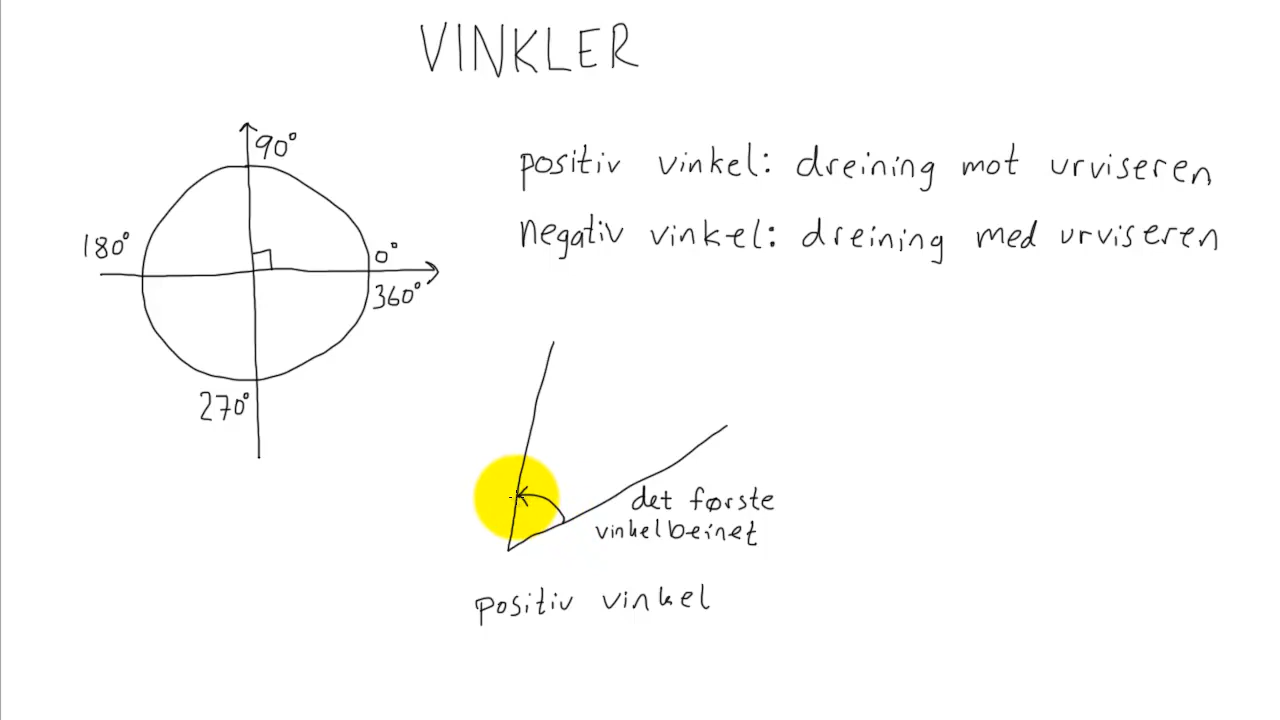 VINKLER
90°
180°
0°
360°
270°
positiv vinkel: dreining mot urviseren
negativ vinkel: dreining med urviseren
det første
vinkelbeinet
positiv vinkel